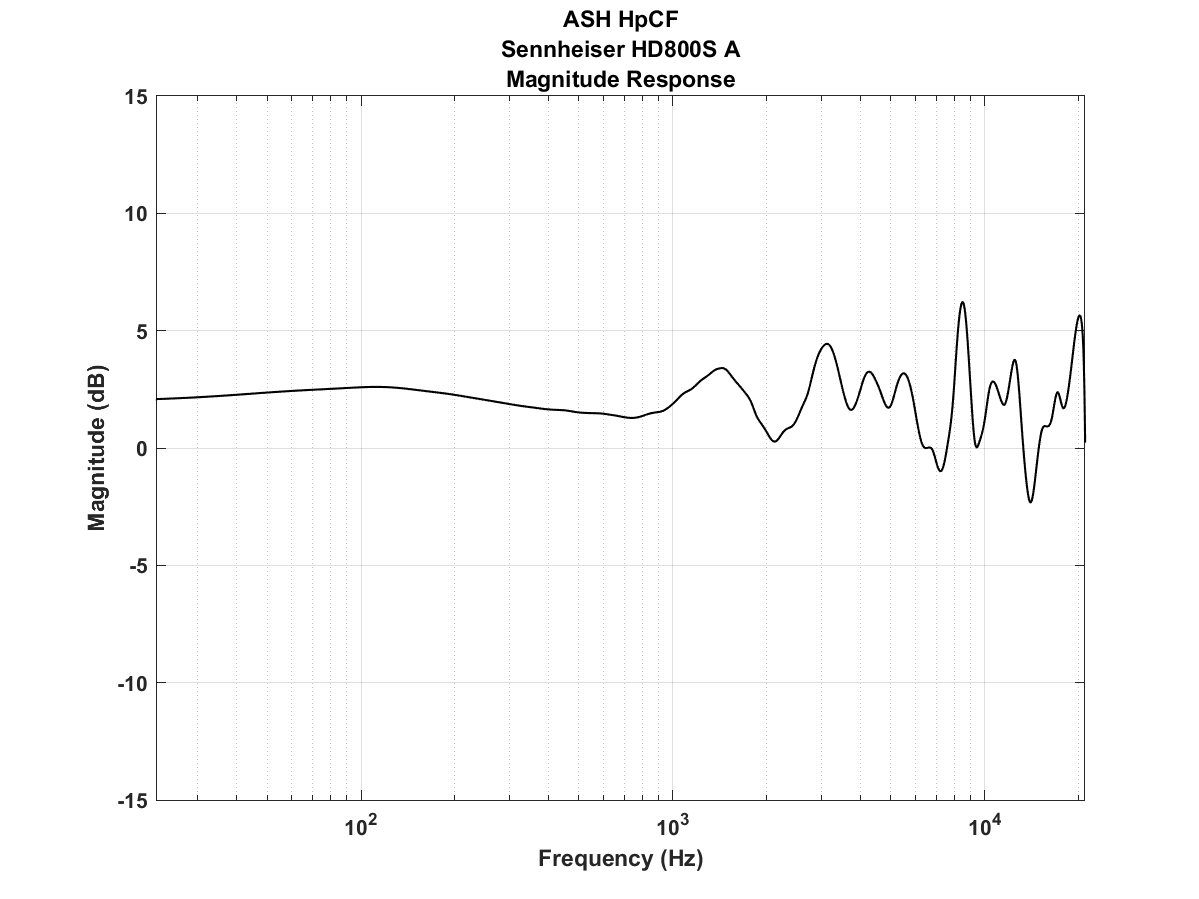 ASH HpCF
Sennheiser HD800S A
Magnitude Response
15
10
5
0
-5
-10
-15
Magnitude (dB)
10² 10³ 10⁴
Frequency (Hz)